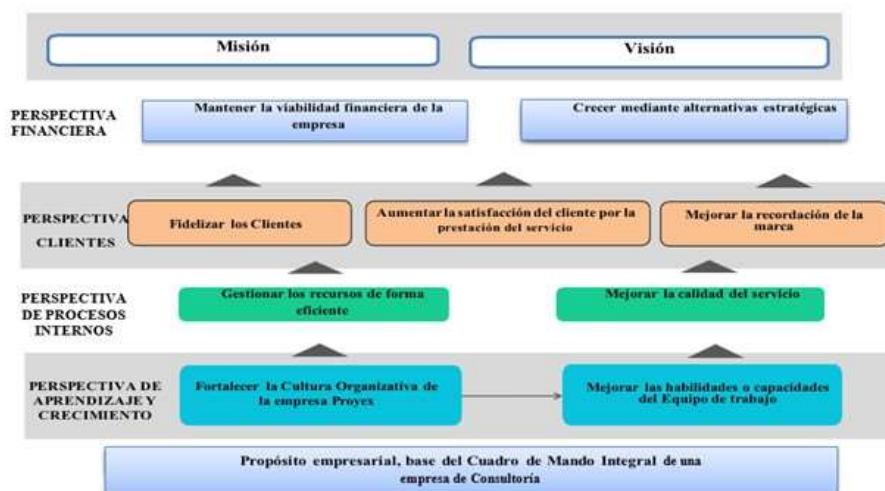 Misión
Visión
PERSPECTIVA
FINANCIERA
Mantener la viabilidad financiera de la
empresa
Crecer mediante alternativas estratégicas
PERSPECTIVA
CLIENTES
Fidelizar los Clientes
Aumentar la satisfacción del cliente por la
prestación del servicio
Mejorar la recordación de la
marca
PERSPECTIVA
DE PROCESOS
INTERNOS
Gestionar los recursos de forma
eficiente
Mejorar la calidad del servicio
PERSPECTIVA DE
APRENDIZAJE Y
CRECIMIENTO
Fortalecer la Cultura Organizativa de
la empresa Proyex
Mejorar las habilidades o capacidades
del Equipo de trabajo
Propósito empresarial, base del Cuadro de Mando Integral de una
empresa de Consultoría